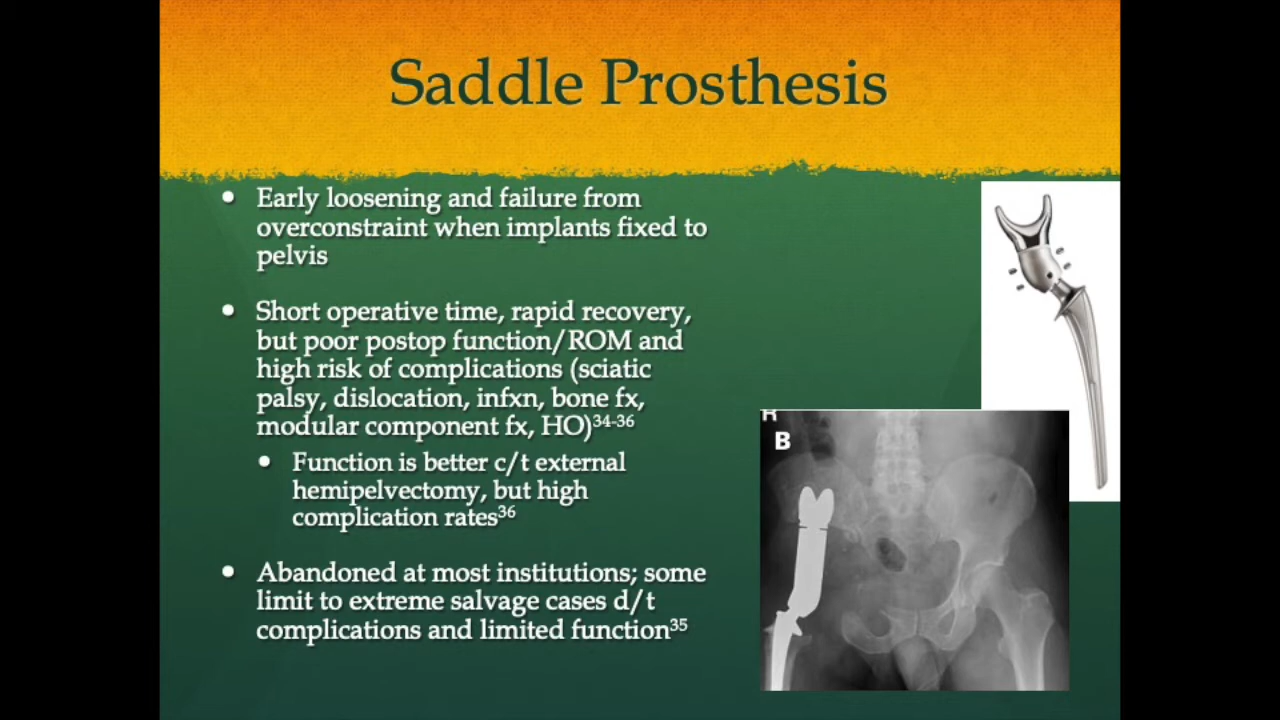 Saddle Prosthesis
• Early loosening and failure from
overconstraint when implants fixed to
pelvis
• Short operative time, rapid recovery,
but poor postop function/ROM and
high risk of complications (sciatic
palsy, dislocation, infxn, bone fx,
modular component fx, HO)34-36
• Function is better c/t external
hemipelvectomy, but high
complication rates36
• Abandoned at most institutions; some
limit to extreme salvage cases d/t
complications and limited function35
R
B